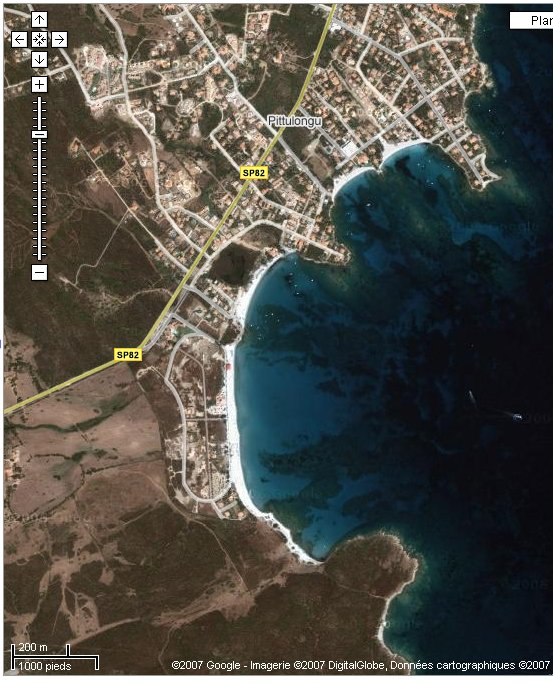 Plan
Pittulongu
SP82
SP82
200 m
1000 pieds
©2007 Google - Imagerie ©2007 DigitalGlobe, Données cartographiques ©2007